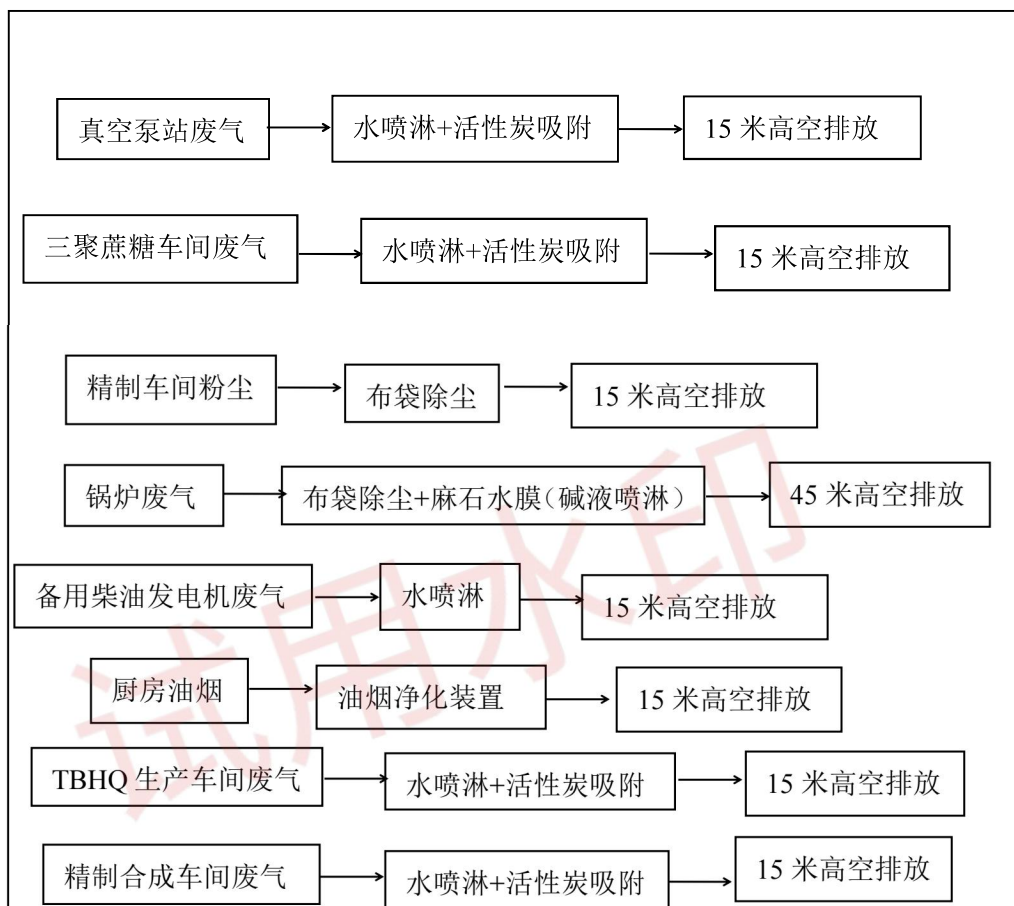 真空泵站废气 水喷淋+活性炭吸附 15 米高空排放
三聚蔗糖车间废气 水喷淋+活性炭吸附 15 米高空排放
精制车间粉尘 布袋除尘 15 米高空排放
锅炉废气 布袋除尘+麻石水膜（碱液喷淋） 45 米高空排放
备用柴油发电机废气 水喷淋 15 米高空排放
厨房油烟 油烟净化装置 15 米高空排放
TBHQ 生产车间废气 水喷淋+活性炭吸附 15 米高空排放
精制合成车间废气 水喷淋+活性炭吸附 15 米高空排放
试用水印